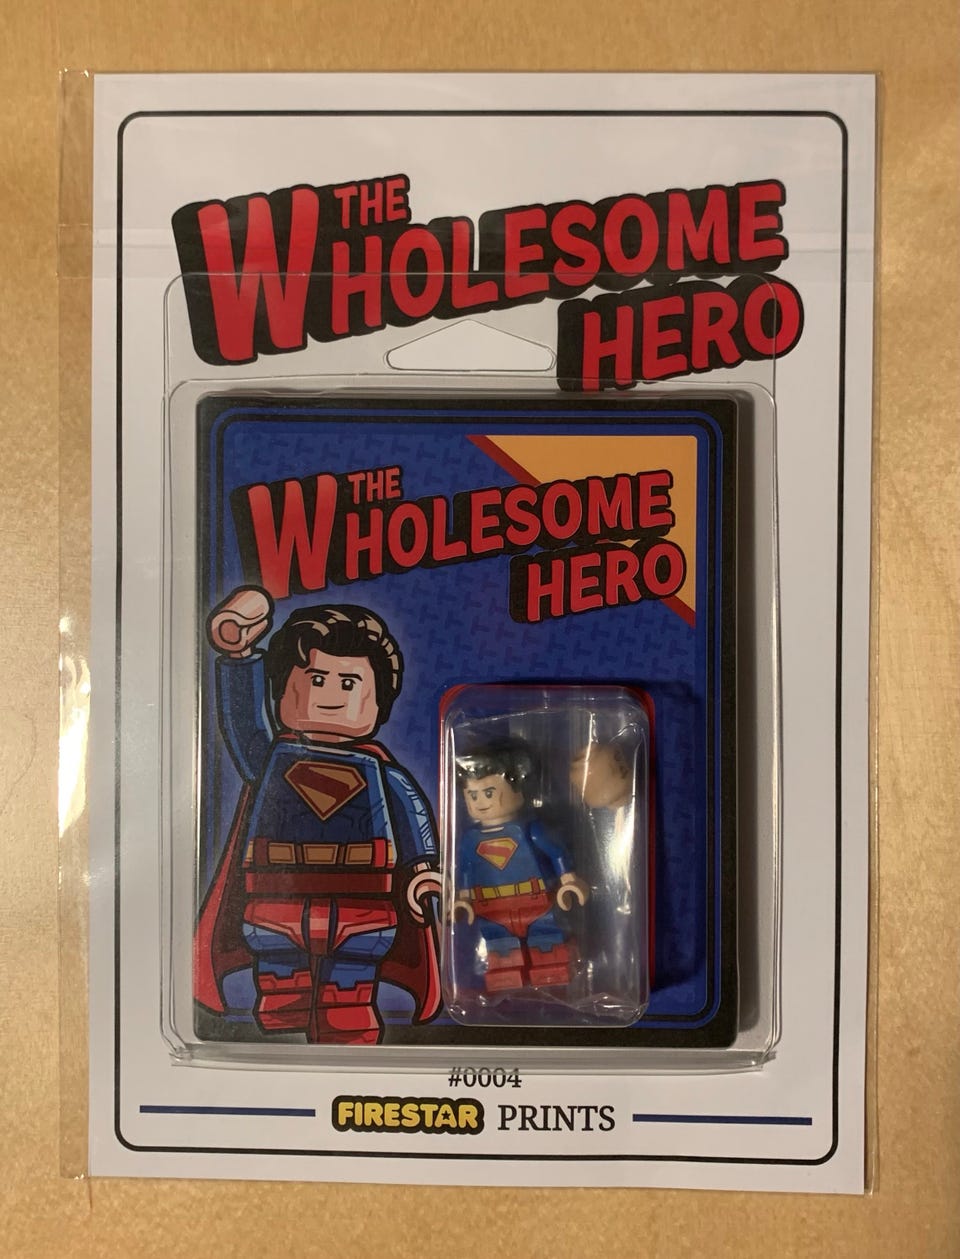 THE
WHOLESOME
HERO
THE
WHOLESOME
HERO
#0004
FIRESTAR PRINTS